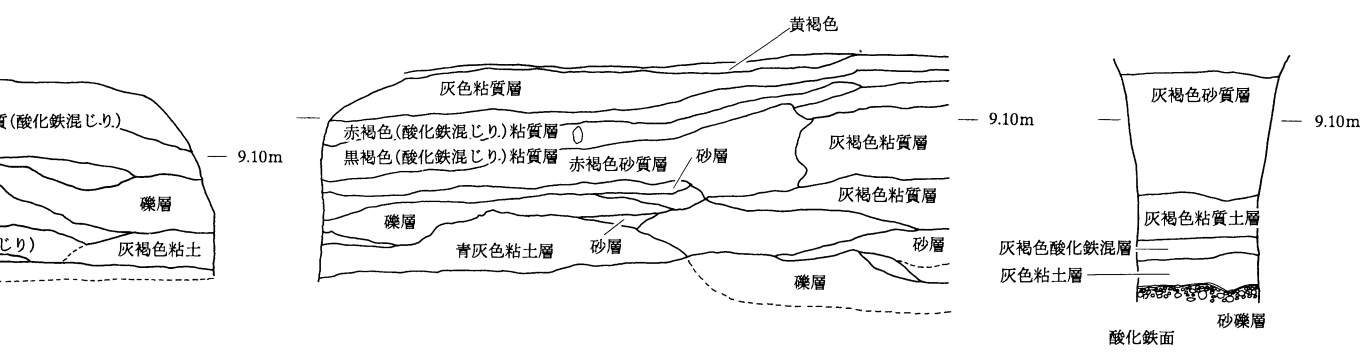 質(酸化鉄混じり)
9.10m
礫層
じり)
灰褐色粘土
黄褐色
灰色粘質層
赤褐色(酸化鉄混じり)粘質層
黒褐色(酸化鉄混じり)粘質層
赤褐色砂質層
砂層
灰褐色粘質層
灰褐色粘質層
礫層
青灰色粘土層
砂層
砂層
礫層
9.10m
灰褐色砂質層
9.10m
灰褐色粘質土層
灰褐色酸化鉄混層
灰色粘土層
砂礫層
酸化鉄面